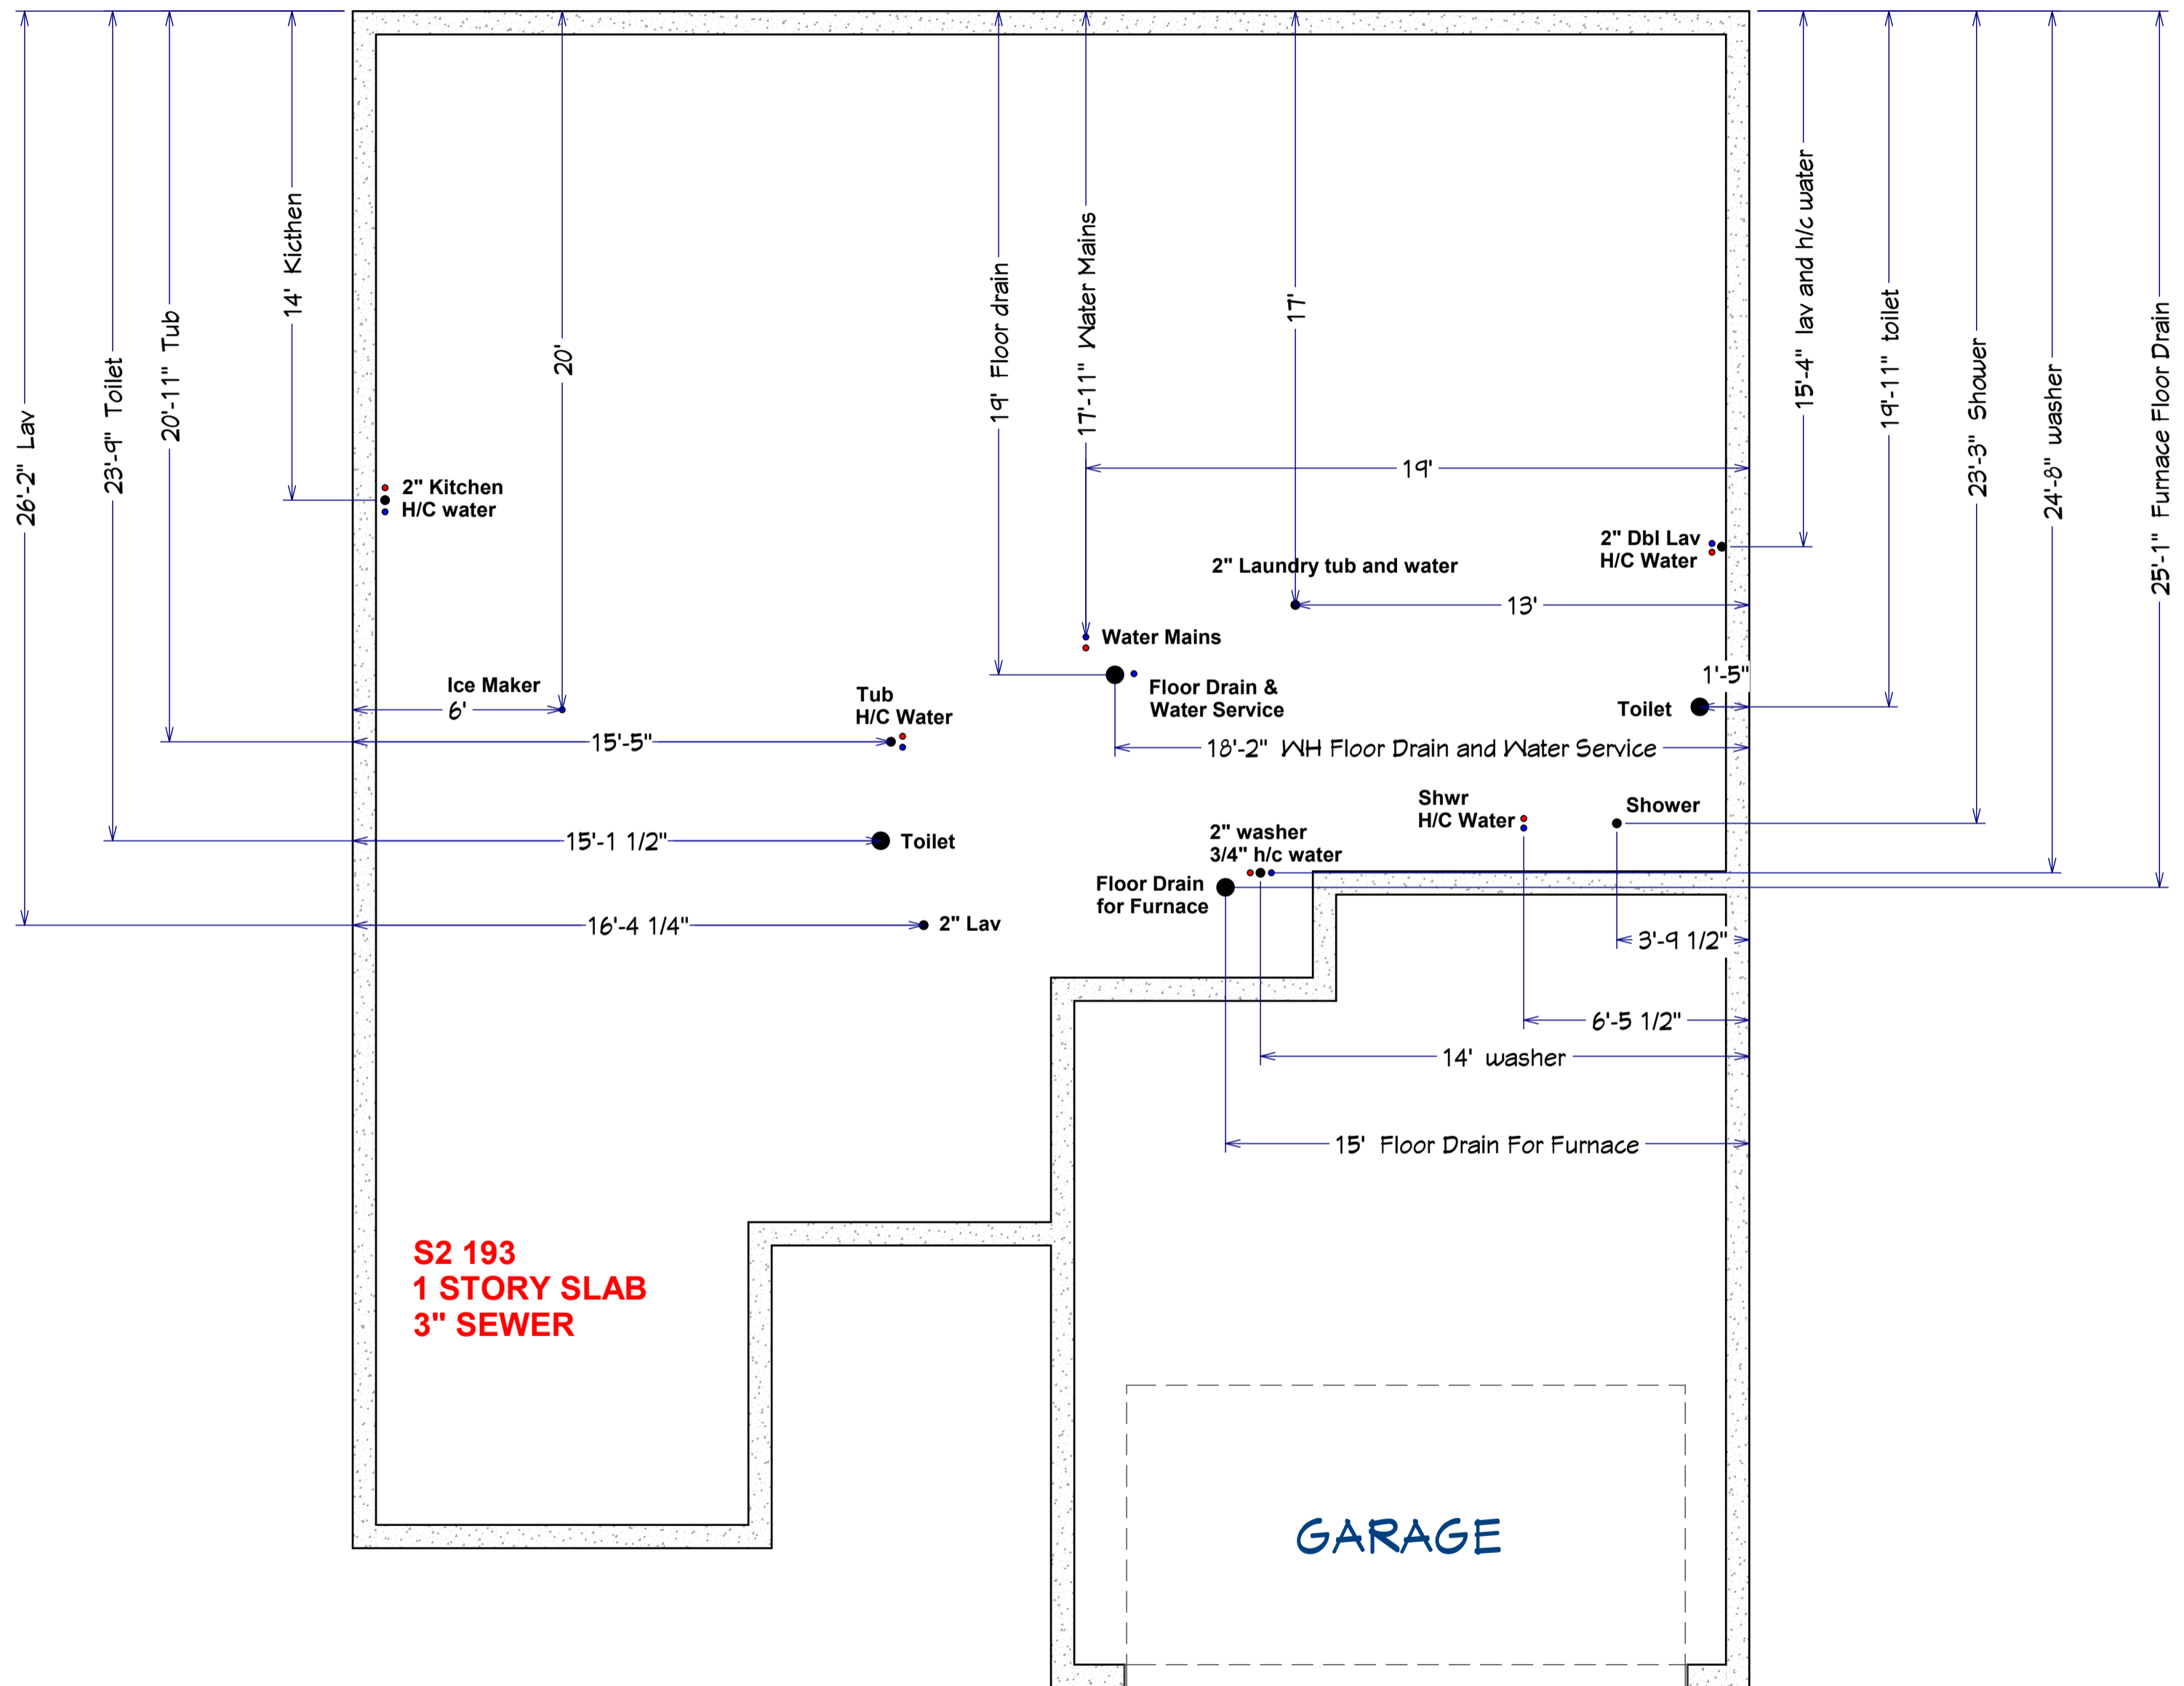 26'-2" Lav
23'-9" Toilet
20'-11" Tub
14' Kicthen
20'
19' Floor drain
17'-11" Water Mains
17'
15'-4" lav and h/c water
19'-11" toilet
23'-3" Shower
24'-8" washer
25'-1" Furnace Floor Drain
19'
2" Kitchen
H/C water
2" Dbl Lav
H/C Water
2" Laundry tub and water
13'
Water Mains
1'-5"
Ice Maker
6'
Tub
H/C Water
Floor Drain &
Water Service
Toilet
15'-5"
18'-2" WH Floor Drain and Water Service
Shwr
H/C Water
Shower
2" washer
3/4" h/c water
15'-1 1/2"
Toilet
Floor Drain
for Furnace
16'-4 1/4"
2" Lav
3'-9 1/2"
6'-5 1/2"
14' washer
15' Floor Drain For Furnace
S2 193
1 STORY SLAB
3" SEWER
GARAGE